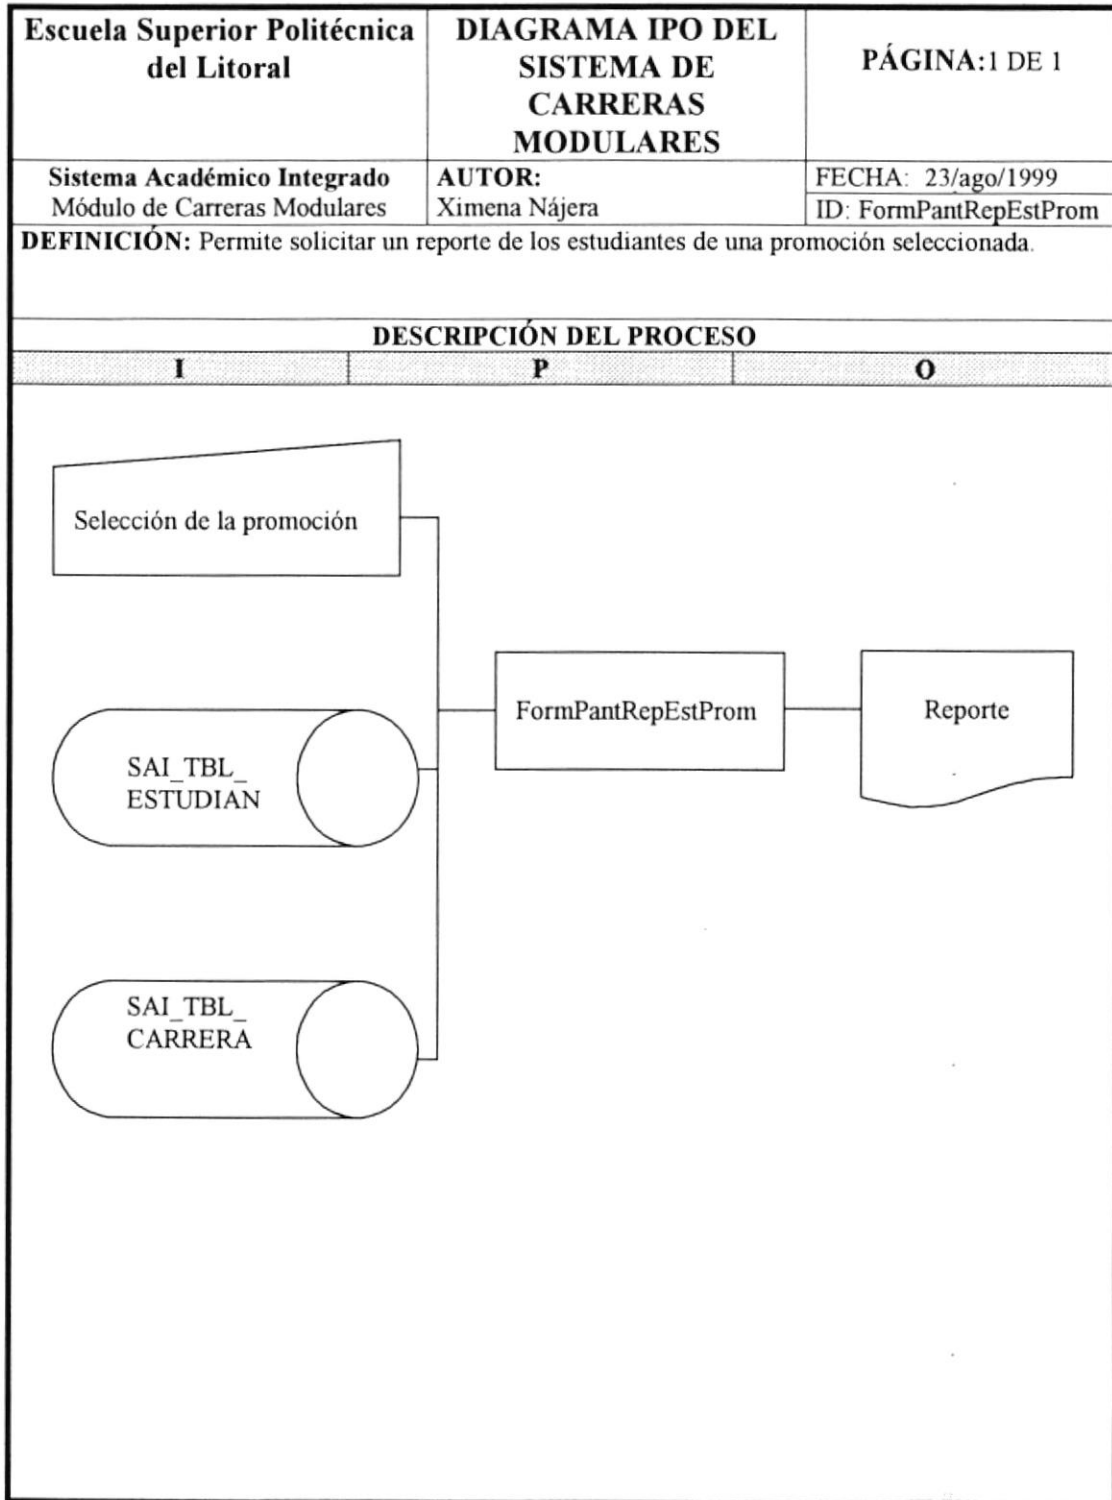 Escuela Superior Politécnica
del Litoral
DIAGRAMA IPO DEL
SISTEMA DE
CARRERAS
MODULARES
PÁGINA:1 DE 1
Sistema Académico Integrado
Módulo de Carreras Modulares
AUTOR:
Ximena Nájera
FECHA: 23/ago/1999
ID: FormPantRepEstProm
DEFINICIÓN: Permite solicitar un reporte de los estudiantes de una promoción seleccionada.
DESCRIPCIÓN DEL PROCESO
I P O
Selección de la promoción
FormPantRepEstProm
Reporte
SAI_TBL_
ESTUDIAN
SAI_TBL_
CARRERA